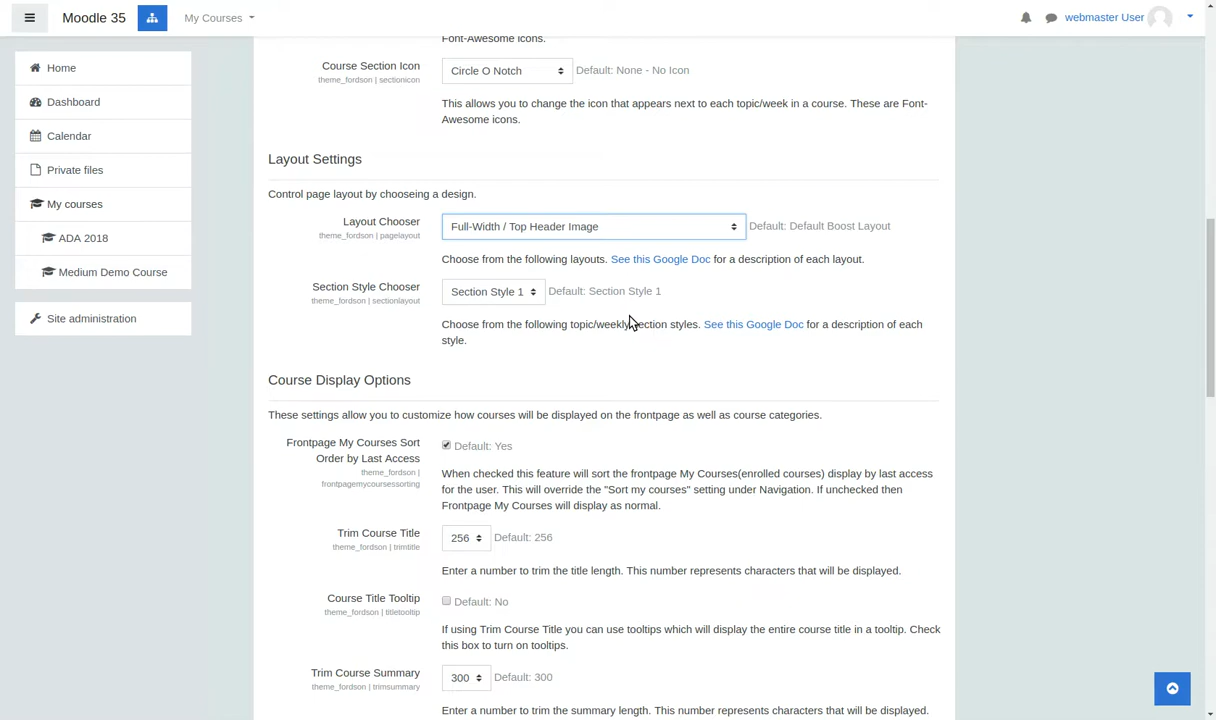 Moodle 35
My Courses
webmaster User
Home
Dashboard
Calendar
Private files
My courses
ADA 2018
Medium Demo Course
Site administration
Font-Awesome icons.
Course Section Icon
theme_fordson | sectionicon
Circle O Notch
Default: None - No Icon
This allows you to change the icon that appears next to each topic/week in a course. These are Font-
Awesome icons.
Layout Settings
Control page layout by chooseing a design.
Layout Chooser
theme_fordson | pagelayout
Full-Width / Top Header Image
Default: Default Boost Layout
Choose from the following layouts. See this Google Doc for a description of each layout.
Section Style Chooser
theme_fordson | sectionlayout
Section Style 1
Default: Section Style 1
Choose from the following topic/weekly section styles. See this Google Doc for a description of each
style.
Course Display Options
These settings allow you to customize how courses will be displayed on the frontpage as well as course categories.
Frontpage My Courses Sort
Order by Last Access
theme_fordson |
frontpagemycoursessorting
Default: Yes
When checked this feature will sort the frontpage My Courses(enrolled courses) display by last access
for the user. This will override the "Sort my courses" setting under Navigation. If unchecked then
Frontpage My Courses will display as normal.
Trim Course Title
theme_fordson | trimtitle
256
Default: 256
Enter a number to trim the title length. This number represents characters that will be displayed.
Course Title Tooltip
theme_fordson | titletooltip
Default: No
If using Trim Course Title you can use tooltips which will display the entire course title in a tooltip. Check
this box to turn on tooltips.
Trim Course Summary
theme_fordson | trimsummary
300
Default: 300
Enter a number to trim the summary length. This number represents characters that will be displayed.